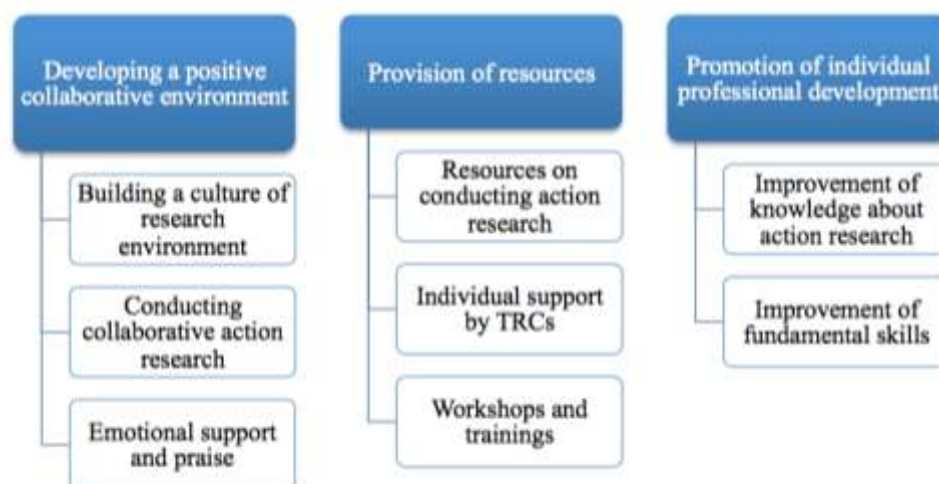 Developing a positive
collaborative environment
Building a culture of
research
environment
Conducting
collaborative action
research
Emotional support
and praise
Provision of resources
Resources on
conducting action
research
Individual support
by TRCs
Workshops and
trainings
Promotion of individual
professional development
Improvement of
knowledge about
action research
Improvement of
fundamental skills